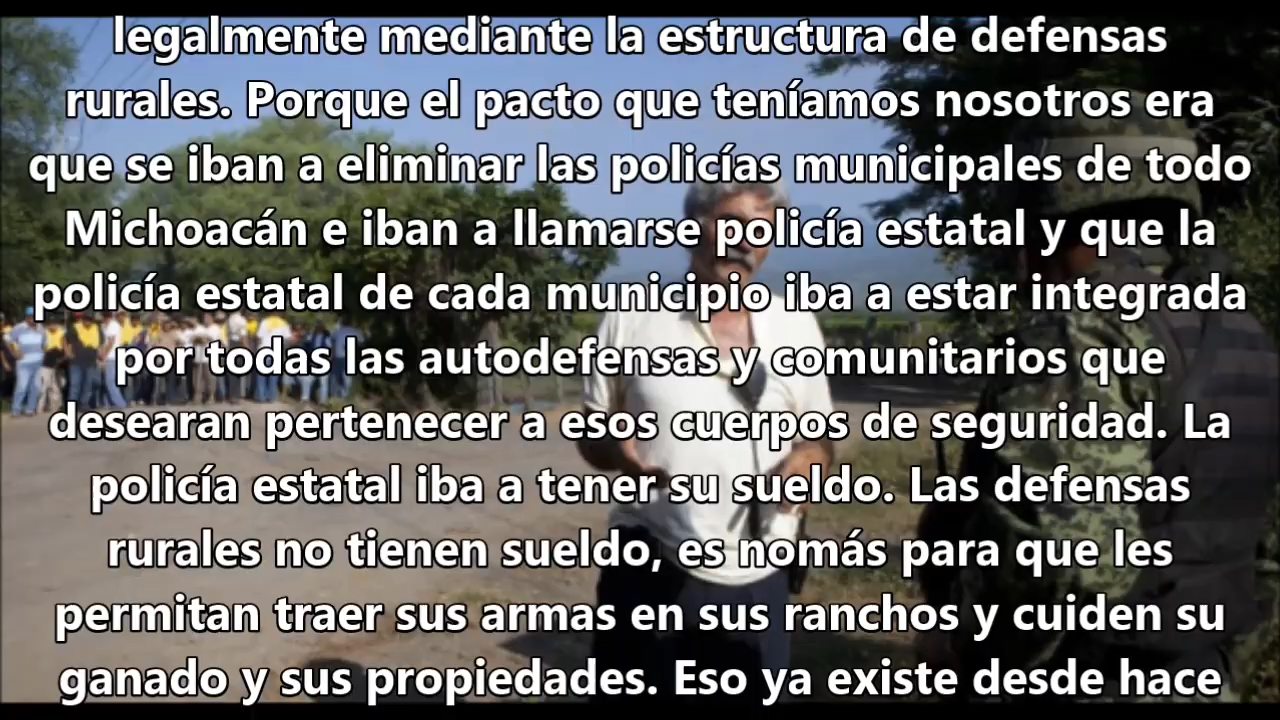 legalmente mediante la estructura de defensas
rurales. Porque el pacto que teníamos nosotros era
que se iban a eliminar las policías municipales de todo
Michoacán e iban a llamarse policía estatal y que la
policía estatal de cada municipio iba a estar integrada
por todas las autodefensas y comunitarios que
desearan pertenecer a esos cuerpos de seguridad. La
policía estatal iba a tener su sueldo. Las defensas
rurales no tienen sueldo, es nomás para que les
permitan traer sus armas en sus ranchos y cuiden su
ganado y sus propiedades. Eso ya existe desde hace